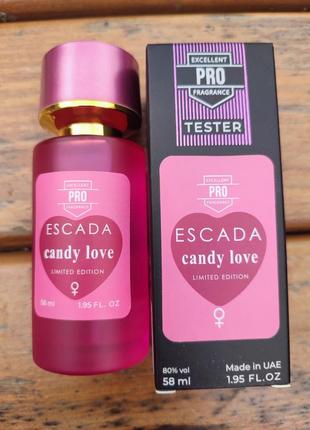 EXCELLENT
PRO
FRAGRANCE
ESCADA
candy love
LIMITED EDITION
58 ml
1.95 FL. OZ
EXCELLENT
PRO
FRAGRANCE
TESTER
EXCELLENT
PRO
FRAGRANCE
ESCADA
candy love
LIMITED EDITION
80% vol
Made in UAE
58 ml
1.95 FL.OZ